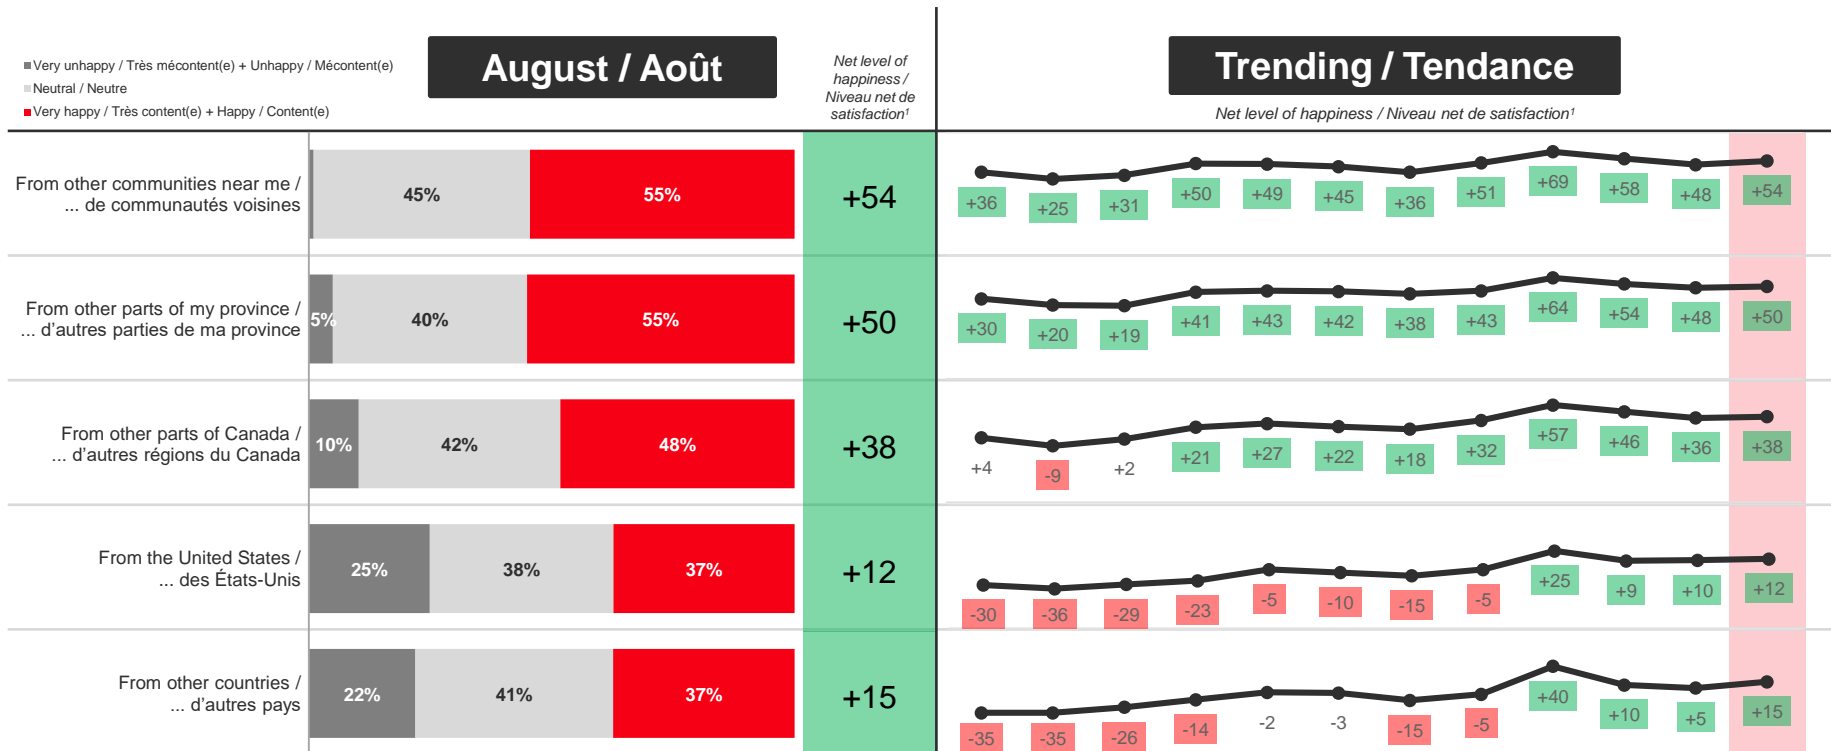 Very unhappy / Très mécontent(e) + Unhappy / Mécontent(e)
Neutral / Neutre
Very happy / Très content(e) + Happy / Content(e)
August / Août
Net level of
happiness /
Niveau net de
satisfaction¹
Trending / Tendance
Net level of happiness / Niveau net de satisfaction¹
From other communities near me /
... de communautés voisines
45% 55%
+54
+36 +25 +31 +50 +49 +45 +36 +51 +69 +58 +48 +54
From other parts of my province /
... d'autres parties de ma province
5% 40% 55%
+50
+30 +20 +19 +41 +43 +42 +38 +43 +64 +54 +48 +50
From other parts of Canada /
... d'autres régions du Canada
10% 42% 48%
+38
+4 -9 +2 +21 +27 +22 +18 +32 +57 +46 +36 +38
From the United States /
... des États-Unis
25% 38% 37%
+12
-30 -36 -29 -23 -5 -10 -15 -5 +25 +9 +10 +12
From other countries /
... d'autres pays
22% 41% 37%
+15
-35 -35 -26 -14 -2 -3 -15 -5 +40 +10 +5 +15